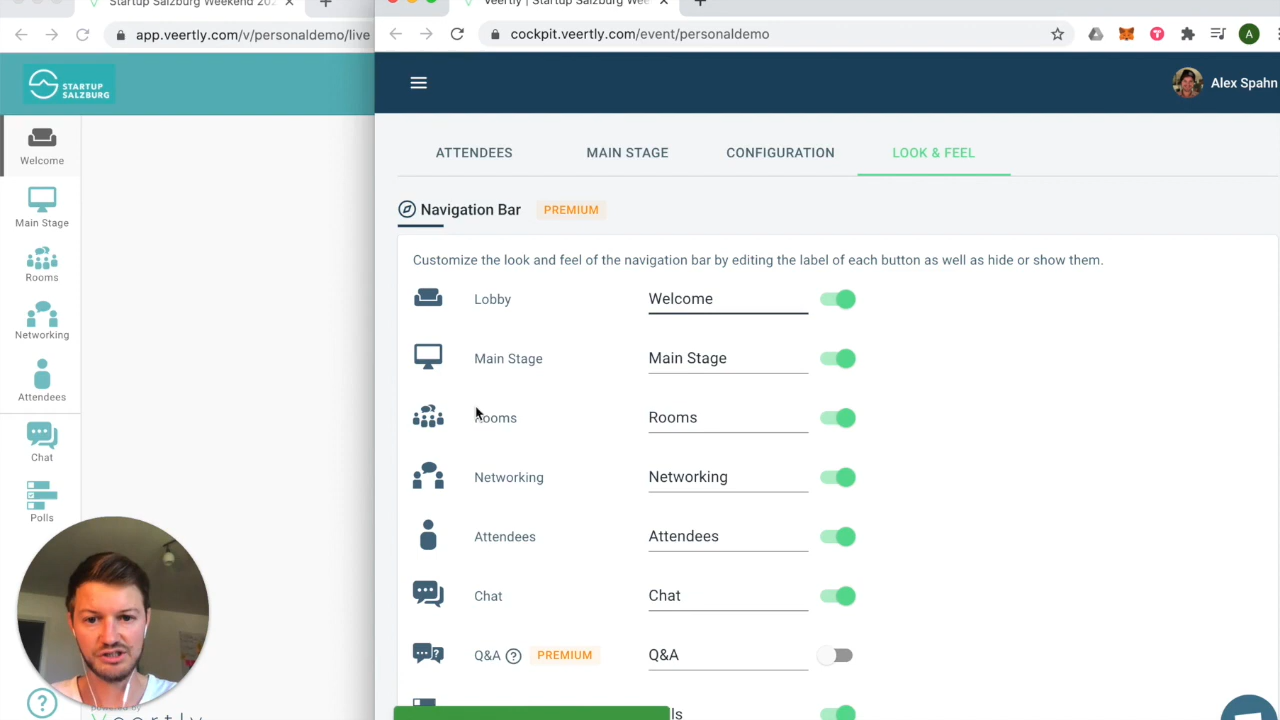 Startup Salzburg Weekend 202
Veertly | Startup Salzburg Wee
app.veertly.com/v/personaldemo/live
cockpit.veertly.com/event/personaldemo
A
STARTUP
SALZBURG
Alex Spahn
Welcome
Main Stage
Rooms
Networking
Attendees
Chat
Polls
powered by
Veertly
ATTENDEES
MAIN STAGE
CONFIGURATION
LOOK & FEEL
Navigation Bar
PREMIUM
Customize the look and feel of the navigation bar by editing the label of each button as well as hide or show them.
Lobby
Welcome
Main Stage
Main Stage
Rooms
Rooms
Networking
Networking
Attendees
Attendees
Chat
Chat
Q&A
PREMIUM
Q&A